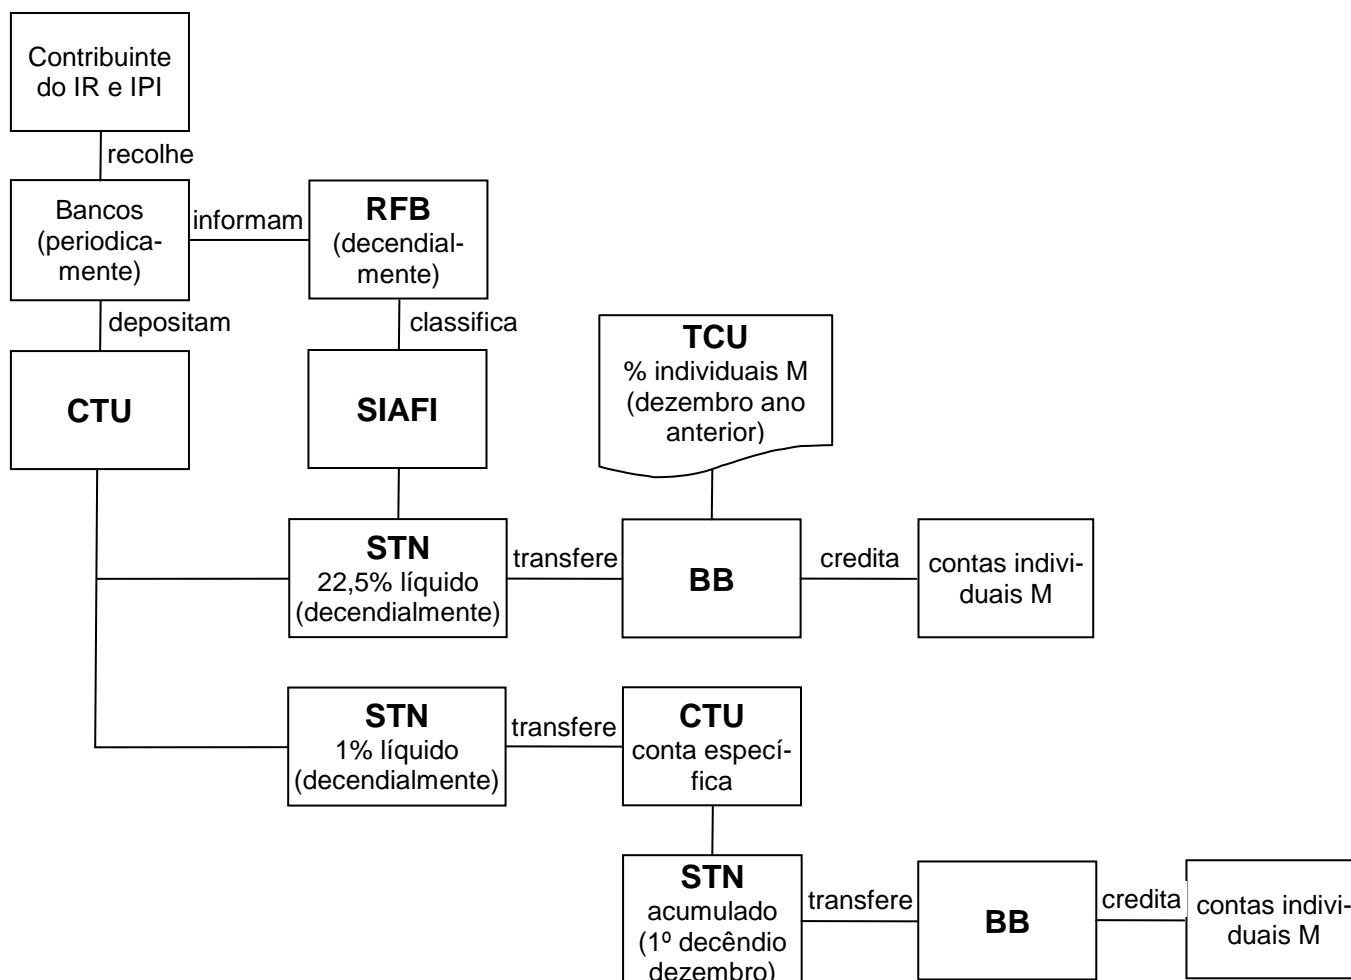 Contribuinte
do IR e IPI
recolhe
Bancos
(periodica-
mente)
informam
RFB
(decendial-
mente)
depositam
classifica
CTU
SIAFI
TCU
% individuais M
(dezembro ano
anterior)
STN
22,5% líquido
(decendialmente)
transfere
BB
credita
contas indivi-
duais M
STN
1% líquido
(decendialmente)
transfere
CTU
conta especí-
fica
STN
acumulado
(1º decêndio
dezembro)
transfere
BB
credita
contas indivi-
duais M